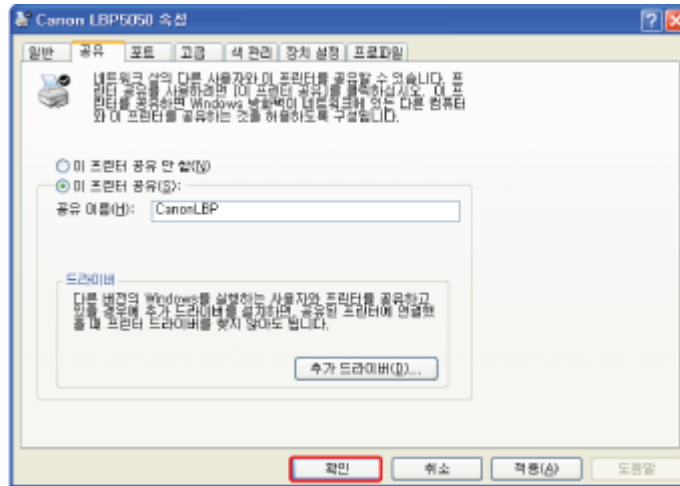 Canon LBP5050 속성
일반 공유 포트 고급 색 관리 장치 설정 프로파일
네트워크 상의 다른 사용자와 이 프린터를 공유할 수 있습니다. 프
린터 공유를 사용하려면 [이 프린터 공유]를 클릭하십시오. 이 프
린터를 공유하면 Windows 방화벽이 네트워크에 있는 다른 컴퓨터
와 이 프린터를 공유하는 것을 허용하도록 구성됩니다.
이 프린터 공유 안 함(N)
이 프린터 공유(S):
공유 이름(H): CanonLBP
드라이버
다른 버전의 Windows를 실행하는 사용자와 프린터를 공유하고
있을 경우에 추가 드라이버를 설치하면, 공유된 프린터에 연결했
을 때 프린터 드라이버를 찾지 않아도 됩니다.
추가 드라이버(D)...
확인 취소 적용(A) 도움말